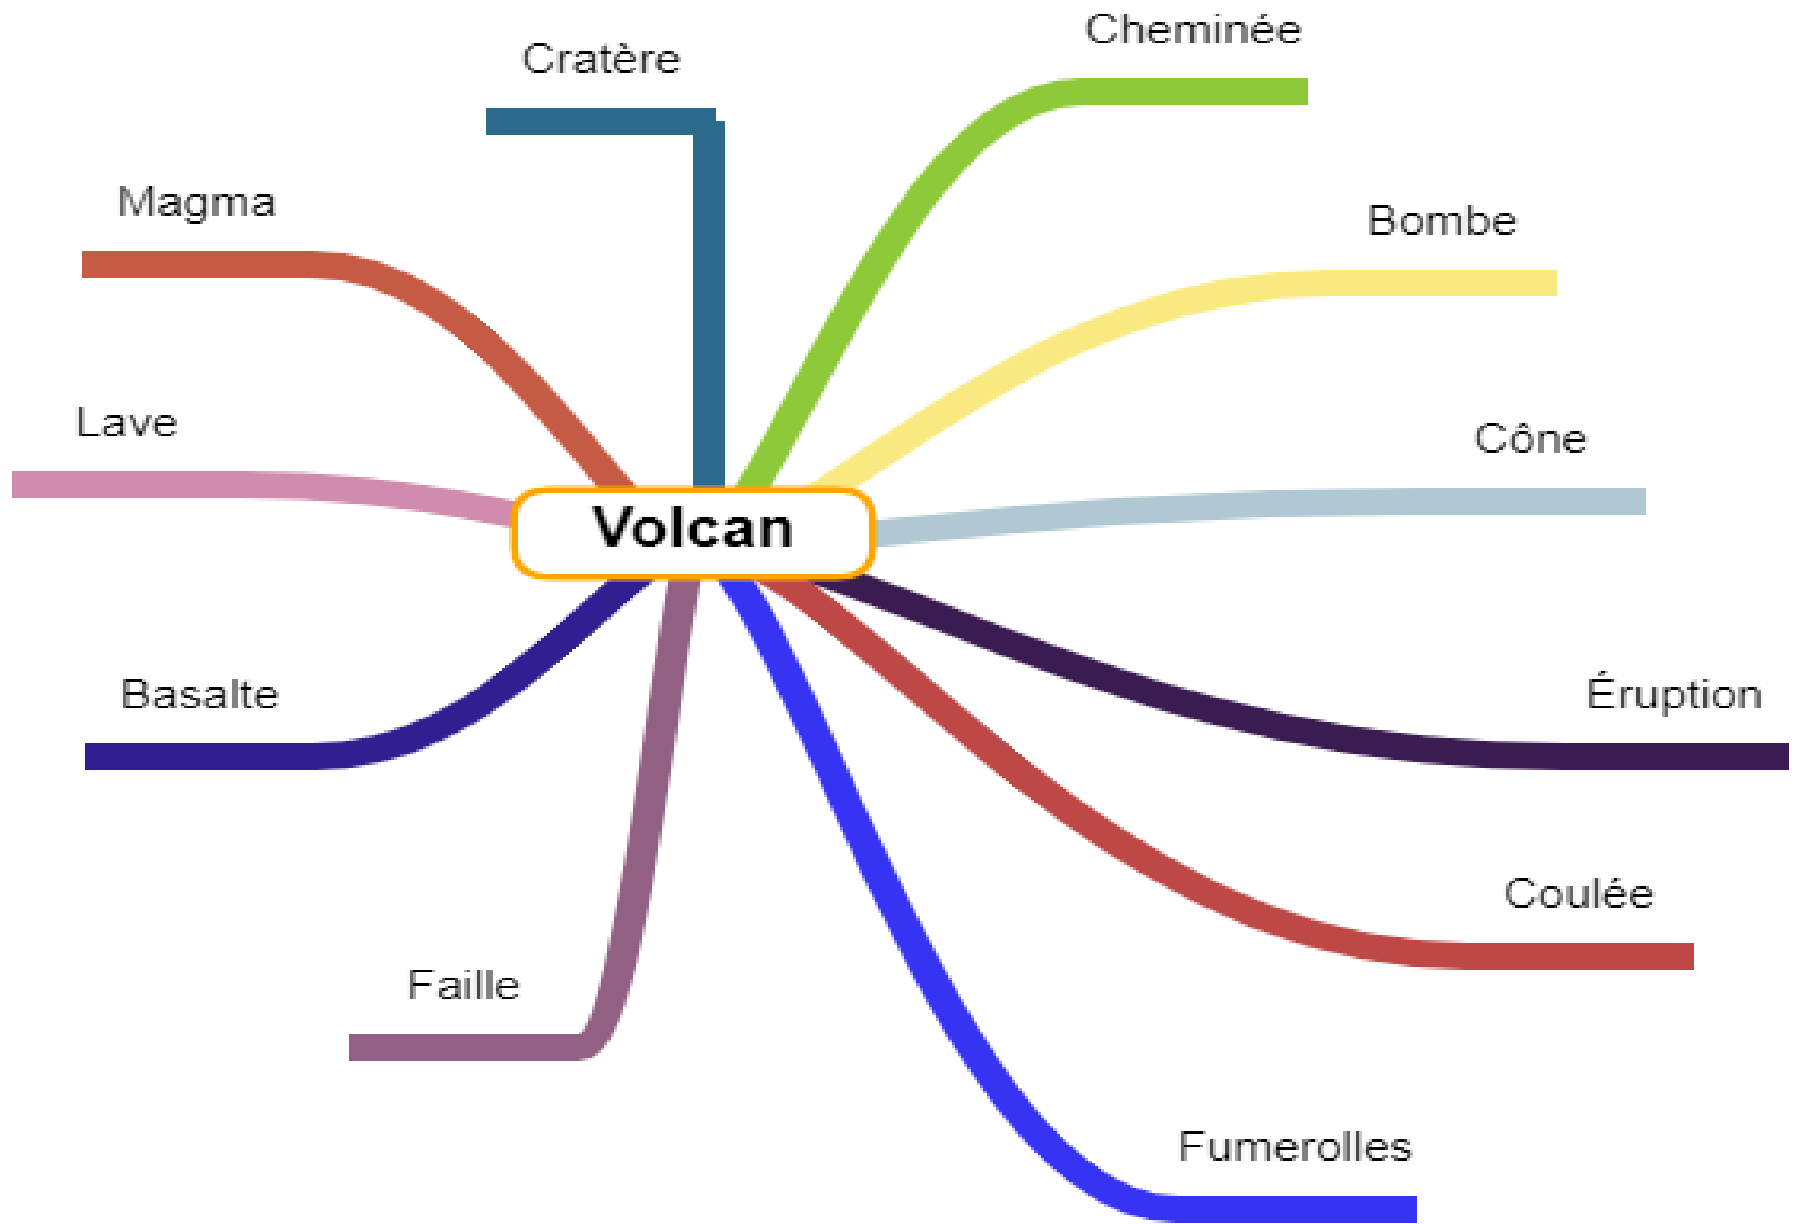 Cheminée
Cratère
Magma
Bombe
Lave
Cône
Volcan
Basalte
Éruption
Coulée
Faille
Fumerolles